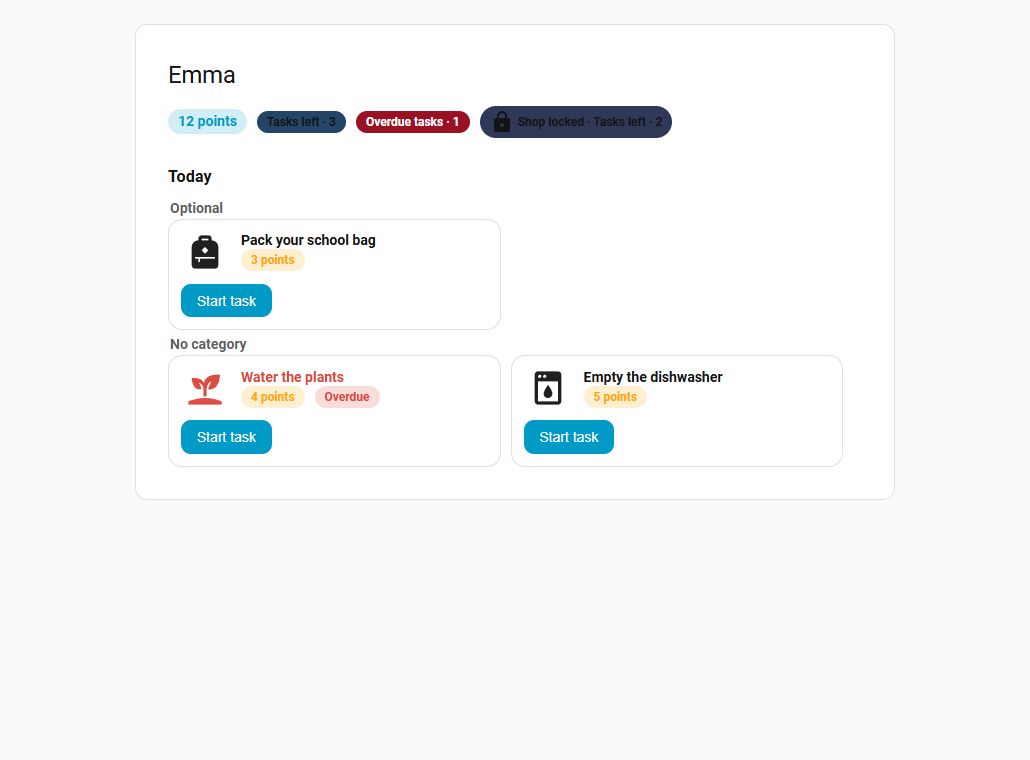 Emma
12 points
Tasks left · 3
Overdue tasks · 1
Shop locked · Tasks left · 2
Today
Optional
Pack your school bag
3 points
Start task
No category
Water the plants
4 points
Overdue
Start task
Empty the dishwasher
5 points
Start task